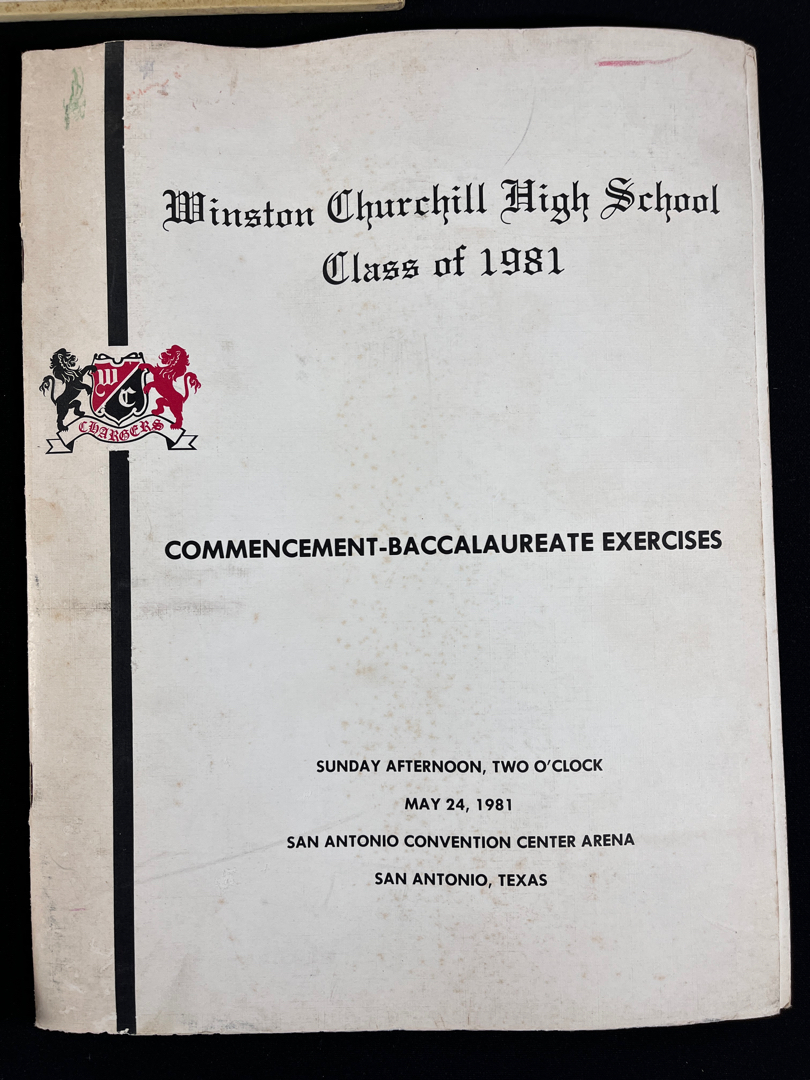 Winston Churchill High School
Class of 1981
W C
CHARGERS
COMMENCEMENT-BACCALAUREATE EXERCISES
SUNDAY AFTERNOON, TWO O'CLOCK
MAY 24, 1981
SAN ANTONIO CONVENTION CENTER ARENA
SAN ANTONIO, TEXAS